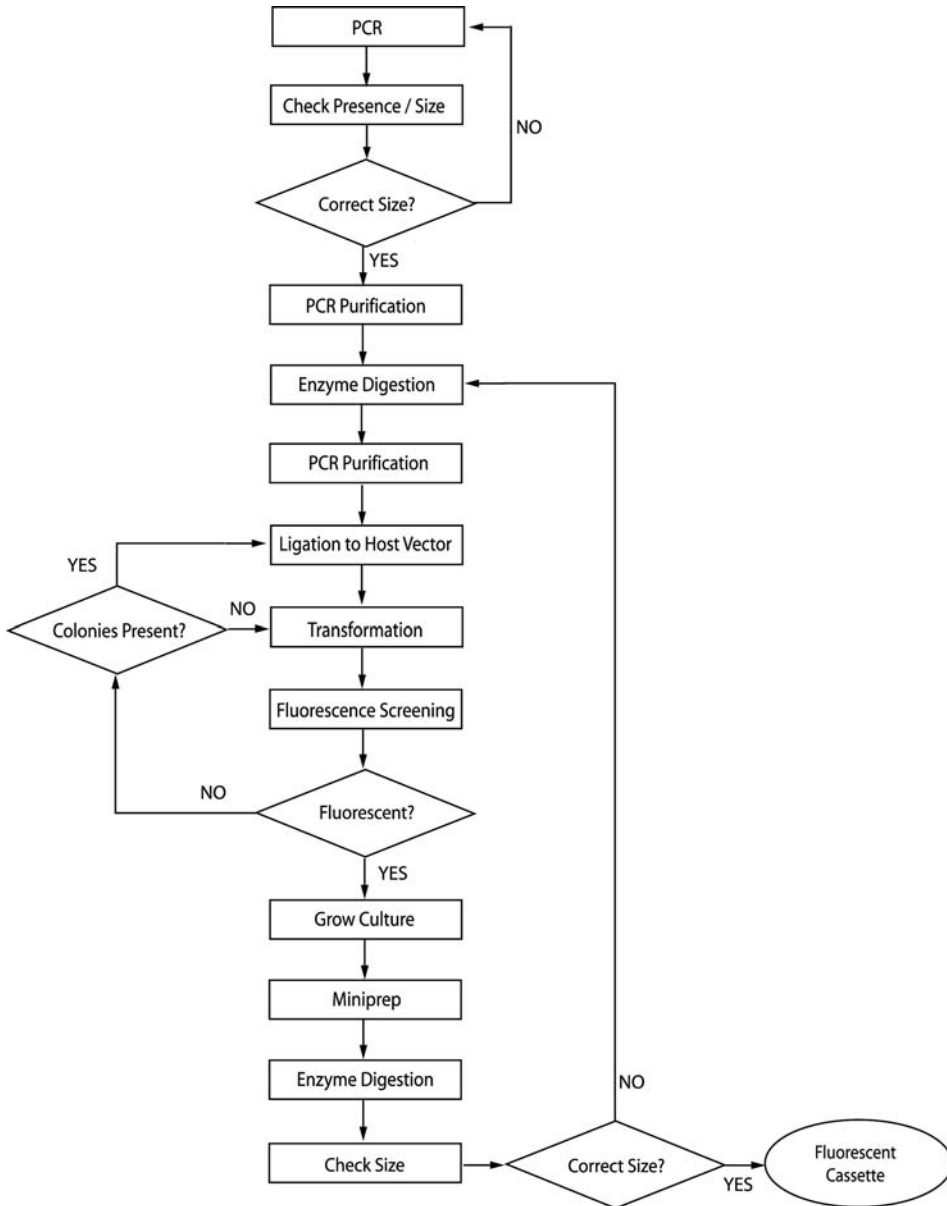 PCR
Check Presence / Size
NO
Correct Size?
YES
PCR Purification
Enzyme Digestion
PCR Purification
Ligation to Host Vector
YES
NO
Colonies Present?
Transformation
Fluorescence Screening
NO
Fluorescent?
YES
Grow Culture
Miniprep
Enzyme Digestion
NO
Check Size
Correct Size?
YES
Fluorescent
Cassette